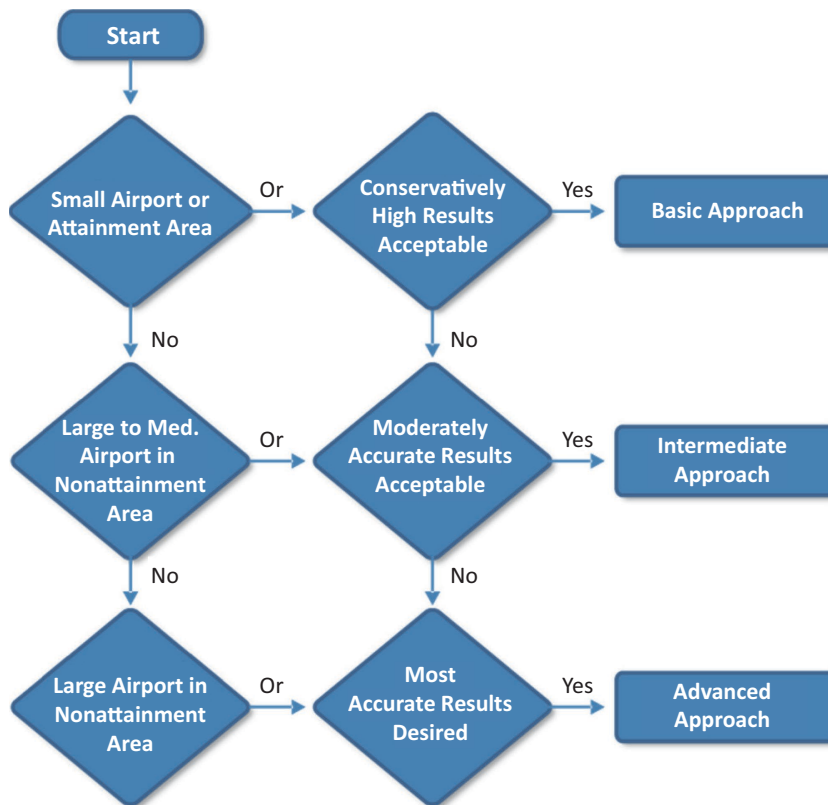 Start
Small Airport or
Attainment Area
Or
Conservatively
High Results
Acceptable
Yes
Basic Approach
No
No
Large to Med.
Airport in
Nonattainment
Area
Or
Moderately
Accurate Results
Acceptable
Yes
Intermediate
Approach
No
No
Large Airport in
Nonattainment
Area
Or
Most
Accurate Results
Desired
Yes
Advanced
Approach